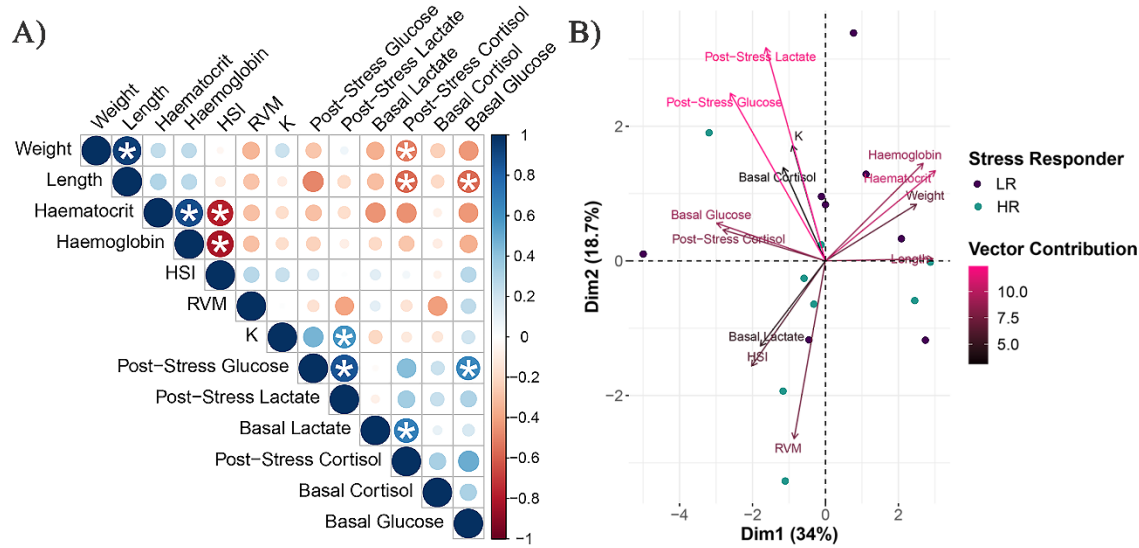 A)
Weight
Length
Haematocrit
Haemoglobin
HSI
RVM
K
Post−Stress Glucose
Post−Stress Lactate
Basal Lactate
Post−Stress Cortisol
Basal Cortisol
Basal Glucose
Weight
*
*
Length
*
*
Haematocrit
*
*
Haemoglobin
*
HSI
RVM
K
*
Post−Stress Glucose
*
*
Post−Stress Lactate
Basal Lactate
*
Post−Stress Cortisol
Basal Cortisol
Basal Glucose
1
0.8
0.6
0.4
0.2
0
−0.2
−0.4
−0.6
−0.8
−1
B)
Dim2 (18.7%)
2
0
−2
−4
−2
0
2
Dim1 (34%)
Post−Stress Lactate
Post−Stress Glucose
K
Basal Cortisol
Haemoglobin
Haematocrit
Weight
Basal Glucose
Post−Stress Cortisol
Length
Basal Lactate
HSI
RVM
Stress Responder
LR
HR
Vector Contribution
10.0
7.5
5.0